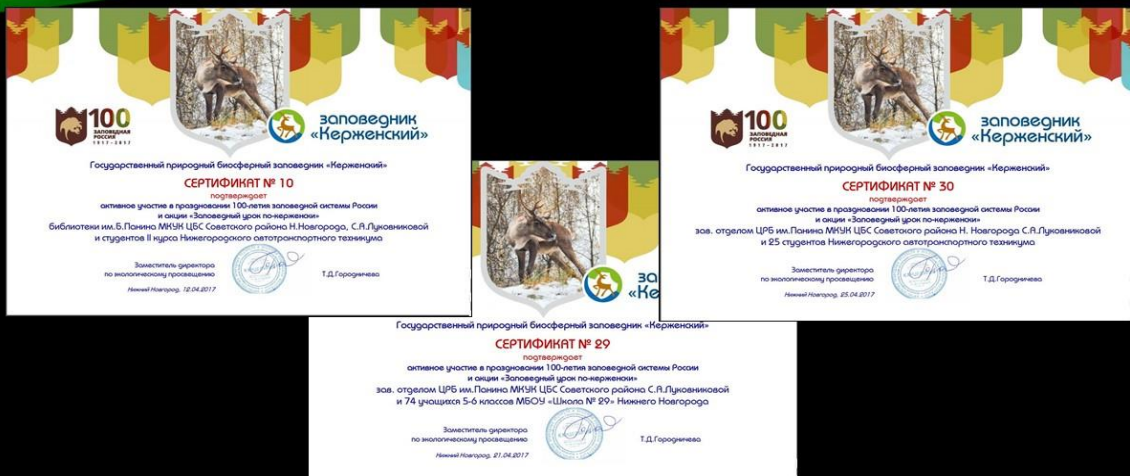 100
ЗАПОВЕДНАЯ
РОССИЯ
1917-2017
заповедник
«Керженский»
Государственный природный биосферный заповедник «Керженский»
СЕРТИФИКАТ № 10
подтверждает
активное участие в праздновании 100-летия заповедной системы России
и акции «Заповедный урок по-керженски»
библиотеки им.Б.Панина МКУК ЦБС Советского района Н.Новгорода, С.А.Луковниковой
и студентов II курса Нижегородского автотранспортного техникума
Заместитель директора
по экологическому просвещению
Т.Д.Городничева
Нижний Новгород, 12.04.2017
100
ЗАПОВЕДНАЯ
РОССИЯ
1917-2017
заповедник
«Керженский»
Государственный природный биосферный заповедник «Керженский»
СЕРТИФИКАТ № 30
подтверждает
активное участие в праздновании 100-летия заповедной системы России
и акции «Заповедный урок по-керженски»
зав. отделом ЦРБ им.Панина МКУК ЦБС Советского района Н. Новгорода С.А.Луковниковой
и 25 студентов Нижегородского автотранспортного техникума
Заместитель директора
по экологическому просвещению
Т.Д.Городничева
Нижний Новгород, 25.04.2017
за
«Ке
Государственный природный биосферный заповедник «Керженский»
СЕРТИФИКАТ № 29
подтверждает
активное участие в праздновании 100-летия заповедной системы России
и акции «Заповедный урок по-керженски»
зав. отделом ЦРБ им.Панина МКУК ЦБС Советского района С.А.Луковниковой
и 74 учащихся 5-6 классов МБОУ «Школа № 29» Нижнего Новгорода
Заместитель директора
по экологическому просвещению
Т.Д.Городничева
Нижний Новгород, 21.04.2017